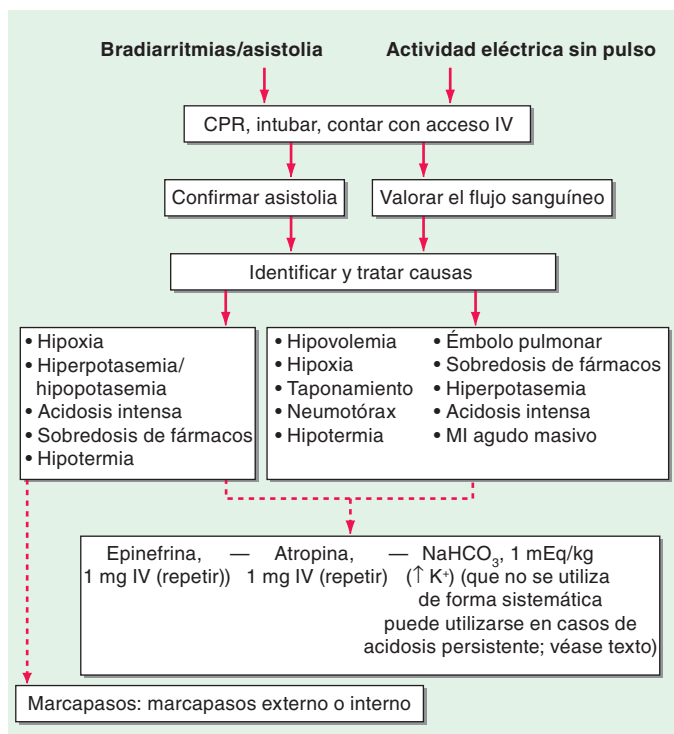 Bradiarritmias/asistolia
Actividad eléctrica sin pulso
CPR, intubar, contar con acceso IV
Confirmar asistolia
Valorar el flujo sanguíneo
Identificar y tratar causas
• Hipoxia
• Hiperpotasemia/
hipopotasemia
• Acidosis intensa
• Sobredosis de fármacos
• Hipotermia
• Hipovolemia
• Hipoxia
• Taponamiento
• Neumotórax
• Hipotermia
• Émbolo pulmonar
• Sobredosis de fármacos
• Hiperpotasemia
• Acidosis intensa
• MI agudo masivo
Epinefrina, — Atropina, — NaHCO₃, 1 mEq/kg
1 mg IV (repetir)) 1 mg IV (repetir) (↑ K⁺) (que no se utiliza
de forma sistemática
puede utilizarse en casos de
acidosis persistente; véase texto)
Marcapasos: marcapasos externo o interno